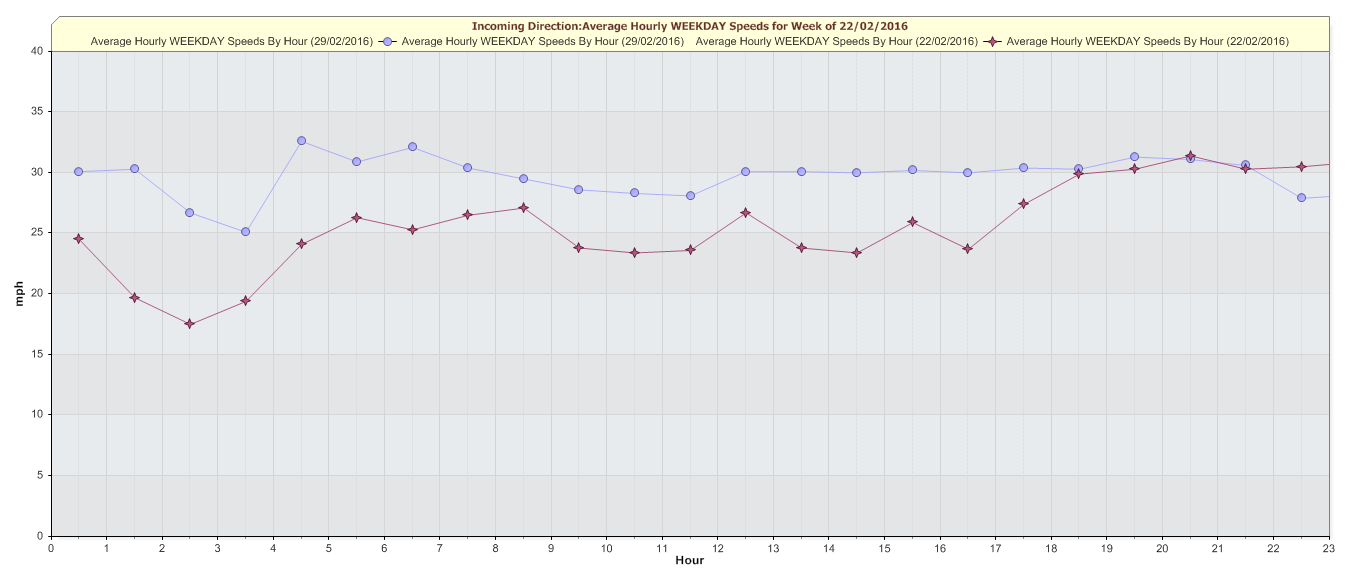 Incoming Direction:Average Hourly WEEKDAY Speeds for Week of 22/02/2016
Average Hourly WEEKDAY Speeds By Hour (29/02/2016) Average Hourly WEEKDAY Speeds By Hour (29/02/2016) Average Hourly WEEKDAY Speeds By Hour (22/02/2016) Average Hourly WEEKDAY Speeds By Hour (22/02/2016)
40
35
30
25
20
15
10
5
0
mph
0 1 2 3 4 5 6 7 8 9 10 11 12 13 14 15 16 17 18 19 20 21 22 23
Hour